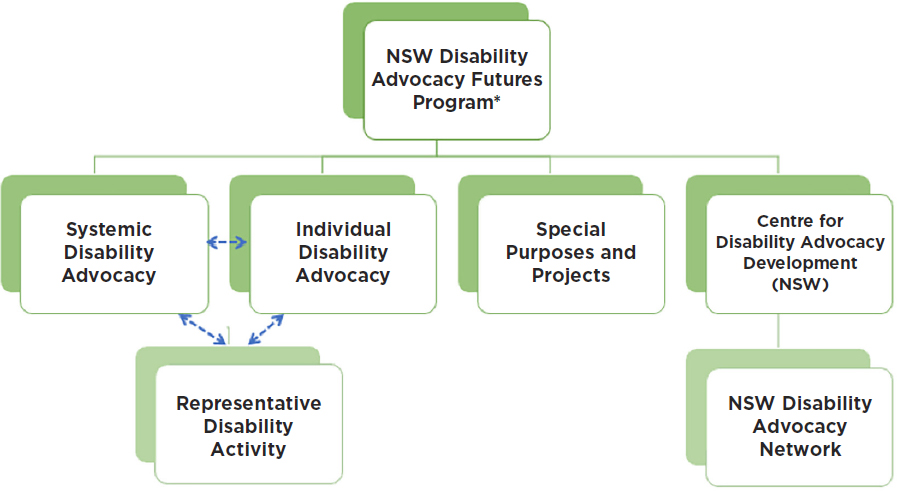 NSW Disability
Advocacy Futures
Program*
Systemic
Disability
Advocacy
Individual
Disability
Advocacy
Special
Purposes and
Projects
Centre for
Disability Advocacy
Development
(NSW)
Representative
Disability
Activity
NSW Disability
Advocacy
Network